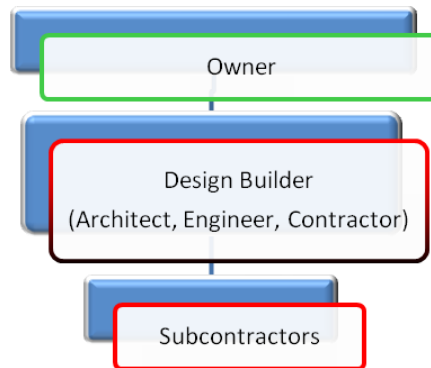 Owner
Design Builder
(Architect, Engineer, Contractor)
Subcontractors